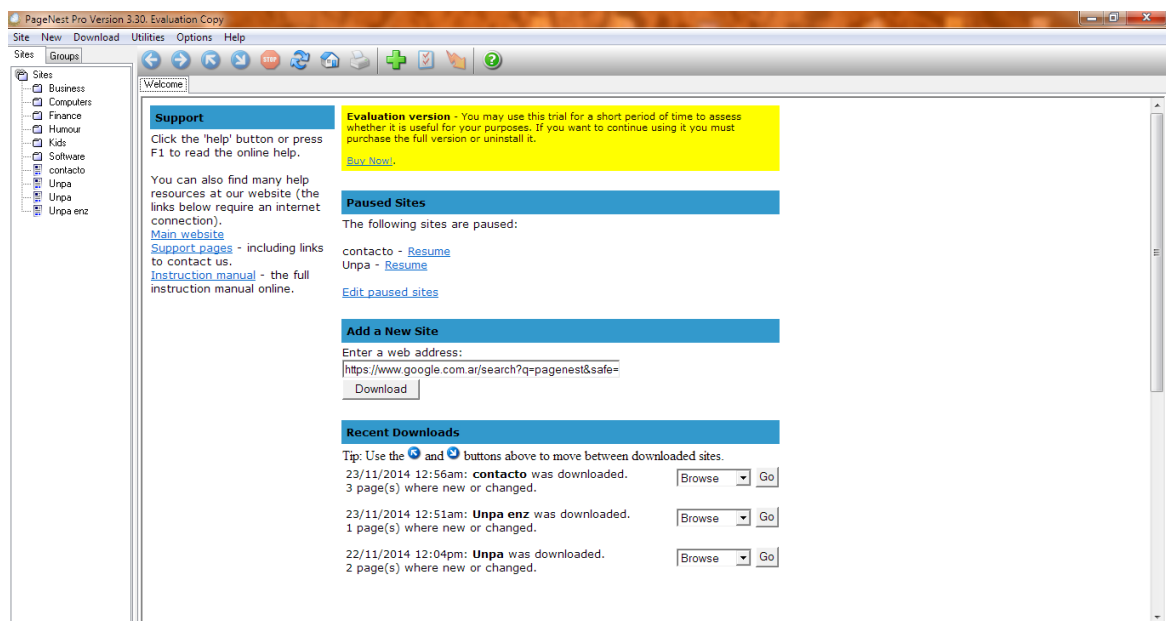 PageNest Pro Version 3.30. Evaluation Copy
Site New Download Utilities Options Help
Sites Groups
STOP
Sites
Business
Computers
Finance
Humour
Kids
Software
contacto
Unpa
Unpa
Unpa enz
Welcome
Support
Click the 'help' button or press
F1 to read the online help.
You can also find many help
resources at our website (the
links below require an internet
connection).
Main website
Support pages - including links
to contact us.
Instruction manual - the full
instruction manual online.
Evaluation version - You may use this trial for a short period of time to assess
whether it is useful for your purposes. If you want to continue using it you must
purchase the full version or uninstall it.
Buy Now!.
Paused Sites
The following sites are paused:
contacto - Resume
Unpa - Resume
Edit paused sites
Add a New Site
Enter a web address:
https://www.google.com.ar/search?q=pagenest&safe=
Download
Recent Downloads
Tip: Use the and buttons above to move between downloaded sites.
23/11/2014 12:56am: contacto was downloaded. Browse Go
3 page(s) where new or changed.
23/11/2014 12:51am: Unpa enz was downloaded. Browse Go
1 page(s) where new or changed.
22/11/2014 12:04pm: Unpa was downloaded. Browse Go
2 page(s) where new or changed.